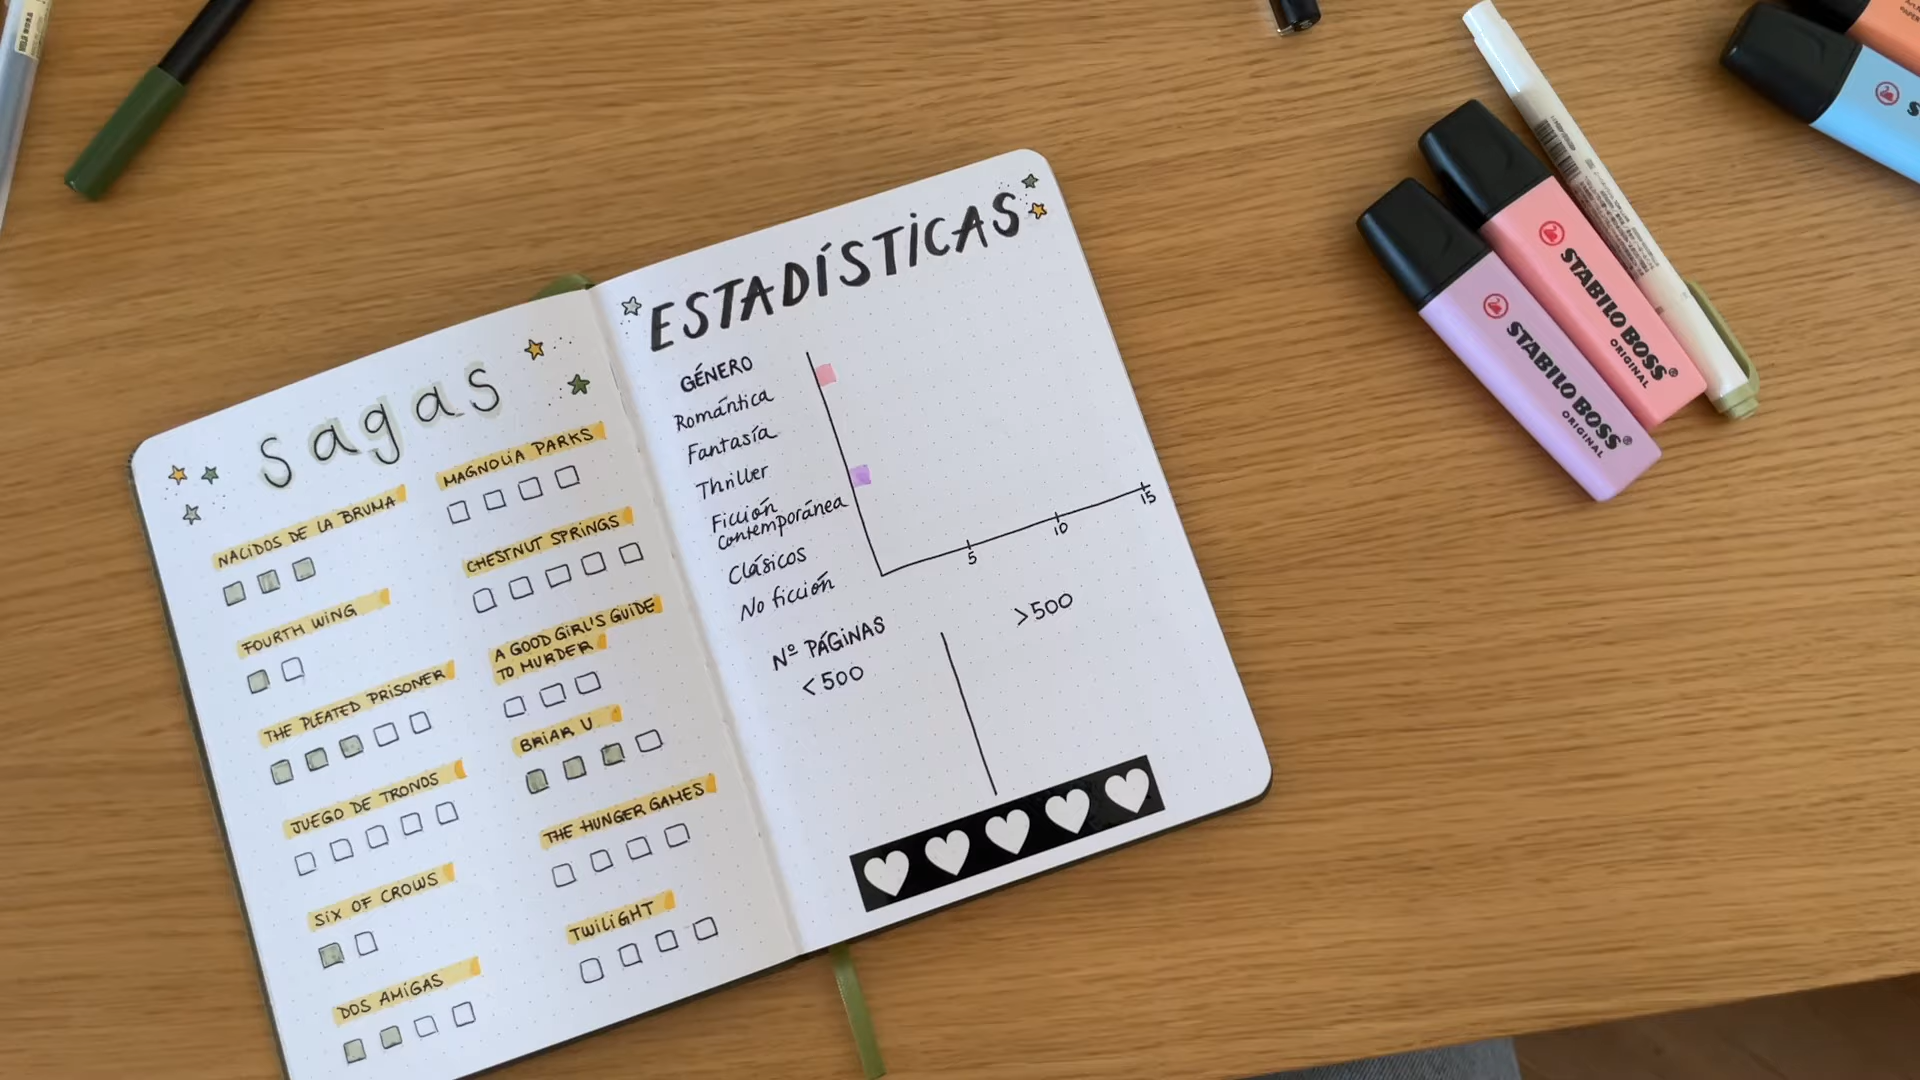 sagas
NACIDOS DE LA BRUMA
FOURTH WING
THE PLEATED PRISONER
JUEGO DE TRONOS
SIX OF CROWS
DOS AMIGAS
MAGNOLIA PARKS
CHESTNUT SPRINGS
A GOOD GIRL'S GUIDE
TO MURDER
BRIAR U
THE HUNGER GAMES
TWILIGHT
ESTADÍSTICAS
GÉNERO
Romántica
Fantasía
Thriller
Ficción
Contemporánea
Clásicos
No ficción
5
10
15
Nº PÁGINAS
<500
>500
STABILO BOSS®
ORIGINAL
STABILO BOSS®
ORIGINAL